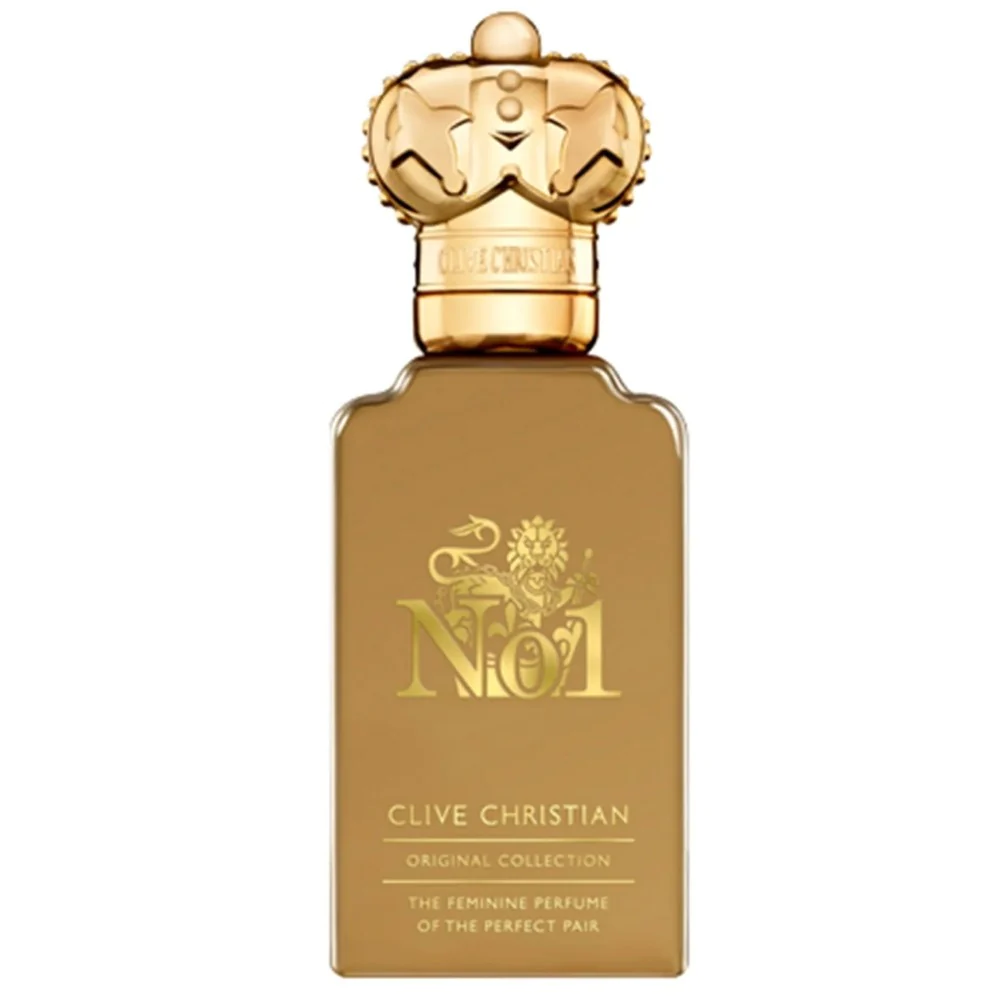 CLIVE CHRISTIAN
No1
CLIVE CHRISTIAN
ORIGINAL COLLECTION
THE FEMININE PERFUME
OF THE PERFECT PAIR